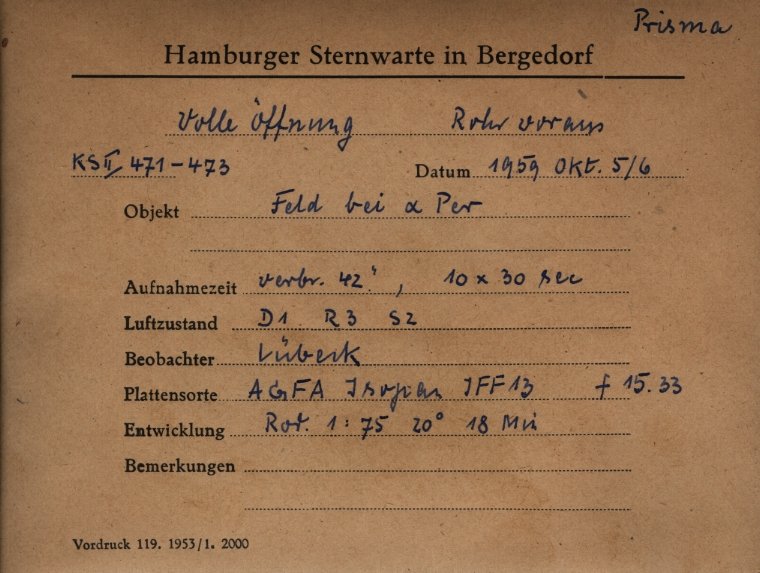 Prisma
Hamburger Sternwarte in Bergedorf
Volle Öffnung Rohr voraus
KS II 471-473 Datum 1959 Okt. 5/6
Objekt Feld bei α Per
Aufnahmezeit verbr. 42", 10 x 30 sec
Luftzustand D1 R3 S2
Beobachter Lübeck
Plattensorte AGFA Isopan IFF13 f 15.33
Entwicklung Rod. 1:75 20° 18 Min
Bemerkungen
Vordruck 119. 1953/1. 2000